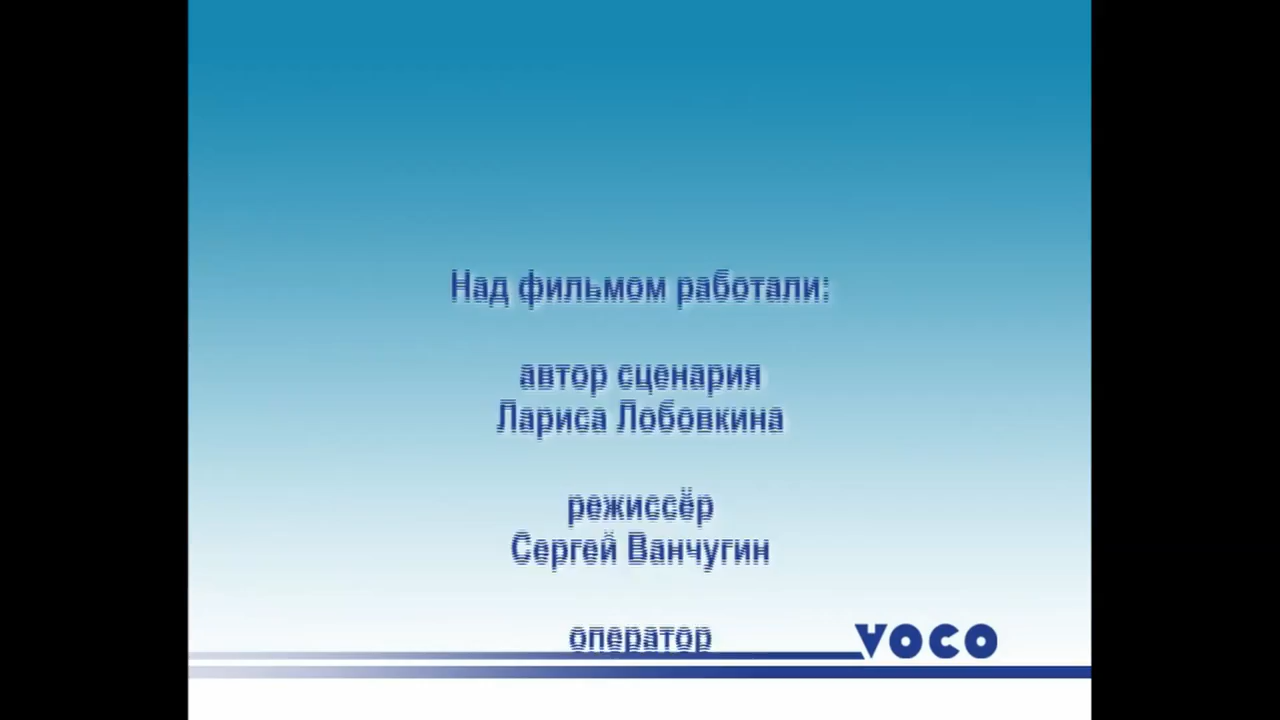 Над фильмом работали:
автор сценария
Лариса Лобовкина
режиссёр
Сергей Ванчугин
оператор
VOCO